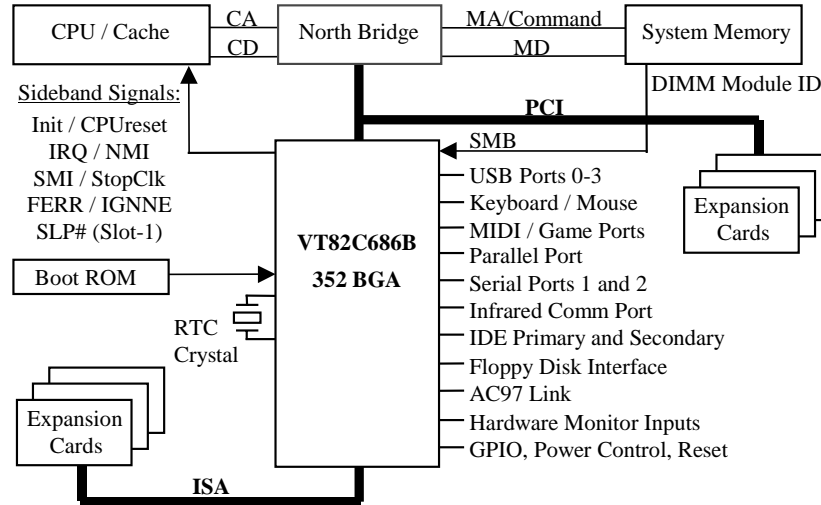 CPU / Cache
CA
CD
North Bridge
MA/Command
MD
System Memory
DIMM Module ID
Sideband Signals:
Init / CPUreset
IRQ / NMI
SMI / StopClk
FERR / IGNNE
SLP# (Slot-1)
PCI
SMB
Expansion
Cards
VT82C686B
352 BGA
USB Ports 0-3
Keyboard / Mouse
MIDI / Game Ports
Parallel Port
Serial Ports 1 and 2
Infrared Comm Port
IDE Primary and Secondary
Floppy Disk Interface
AC97 Link
Hardware Monitor Inputs
GPIO, Power Control, Reset
Boot ROM
RTC
Crystal
Expansion
Cards
ISA